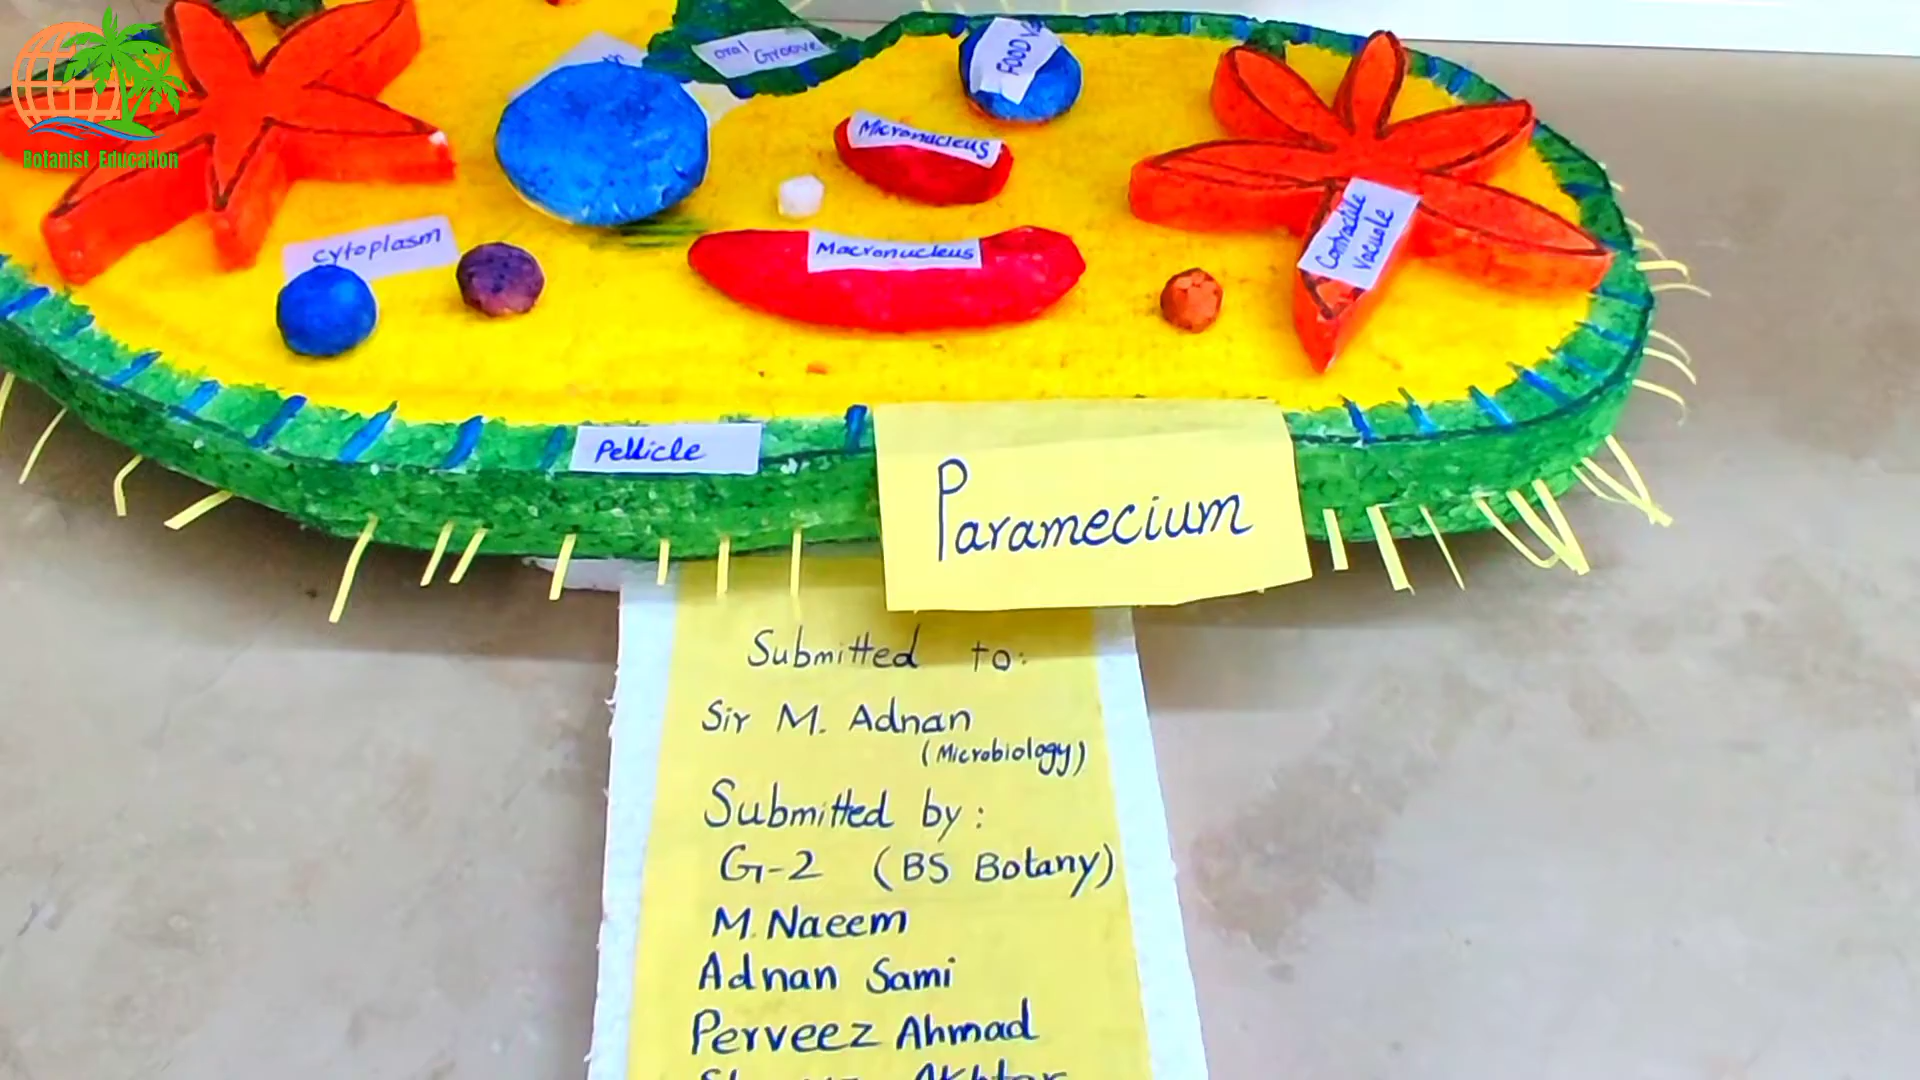 Botanist Education
oral Groove
FOOD
Micronucleus
Contractile
vacuole
cytoplasm
Macronucleus
Pellicle
Paramecium
Submitted to:
Sir M. Adnan
(Microbiology)
Submitted by:
G-2 (BS Botany)
M. Naeem
Adnan Sami
Perveez Ahmad
Akhtar